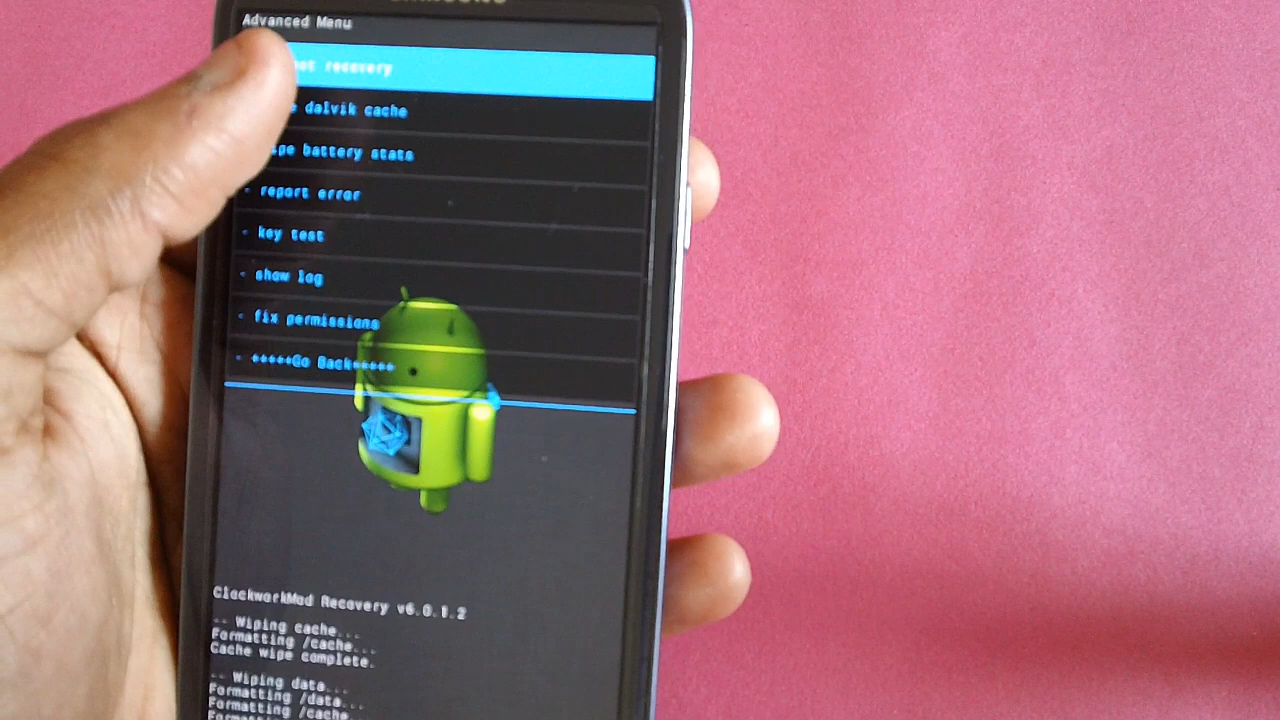 SAMSUNG
Advanced Menu
recovery
dalvik cache
battery stats
- report error
- key test
- show log
- fix permissions
- +++++Go Back+++++
ClockworkMod Recovery v6.0.1.2
-- Wiping cache...
Formatting /cache...
Cache wipe complete.
-- Wiping data...
Formatting /data...
Formatting /cache...